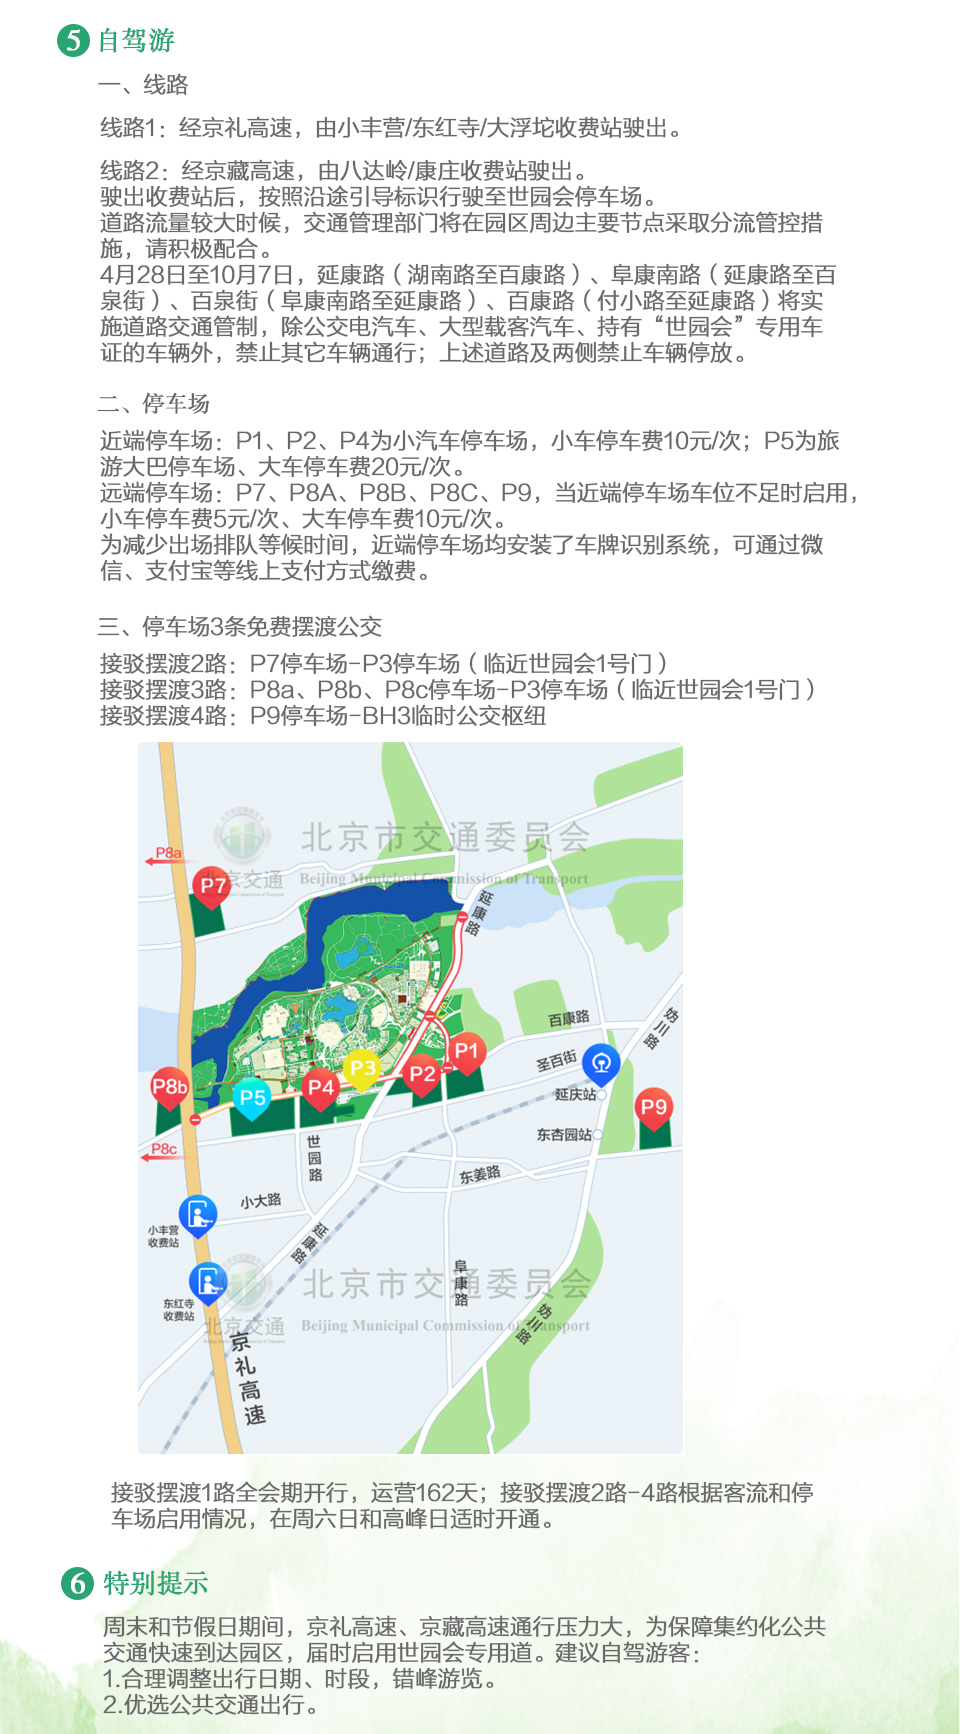 5 自驾游
一、线路
线路1：经京礼高速，由小丰营/东红寺/大浮坨收费站驶出。
线路2：经京藏高速，由八达岭/康庄收费站驶出。
驶出收费站后，按照沿途引导标识行驶至世园会停车场。
道路流量较大时候，交通管理部门将在园区周边主要节点采取分流管控措
施，请积极配合。
4月28日至10月7日，延康路（湖南路至百康路）、阜康南路（延康路至百
泉街）、百泉街（阜康南路至延康路）、百康路（付小路至延康路）将实
施道路交通管制，除公交电汽车、大型载客汽车、持有“世园会”专用车
证的车辆外，禁止其它车辆通行；上述道路及两侧禁止车辆停放。
二、停车场
近端停车场：P1、P2、P4为小汽车停车场，小车停车费10元/次；P5为旅
游大巴停车场、大车停车费20元/次。
远端停车场：P7、P8A、P8B、P8C、P9，当近端停车场车位不足时启用，
小车停车费5元/次、大车停车费10元/次。
为减少出场排队等候时间，近端停车场均安装了车牌识别系统，可通过微
信、支付宝等线上支付方式缴费。
三、停车场3条免费摆渡公交
接驳摆渡2路：P7停车场-P3停车场（临近世园会1号门）
接驳摆渡3路：P8a、P8b、P8c停车场-P3停车场（临近世园会1号门）
接驳摆渡4路：P9停车场-BH3临时公交枢纽
北京市交通委员会
P8a
北京交通
Beijing Municipal Commission of Transport
P7
延康路
百康路
妫川路
圣百街
P1
P3
P2
P8b
P5
P4
延庆站
P9
东杏园站
P8c
世园路
东姜路
小大路
小丰营
收费站
延康路
阜康路
北京市交通委员会
东红寺
收费站
北京交通
Beijing Municipal Commission of Transport
妫川路
京礼高速
接驳摆渡1路全会期开行，运营162天；接驳摆渡2路-4路根据客流和停
车场启用情况，在周六日和高峰日适时开通。
6 特别提示
周末和节假日期间，京礼高速、京藏高速通行压力大，为保障集约化公共
交通快速到达园区，届时启用世园会专用道。建议自驾游客：
1.合理调整出行日期、时段，错峰游览。
2.优选公共交通出行。